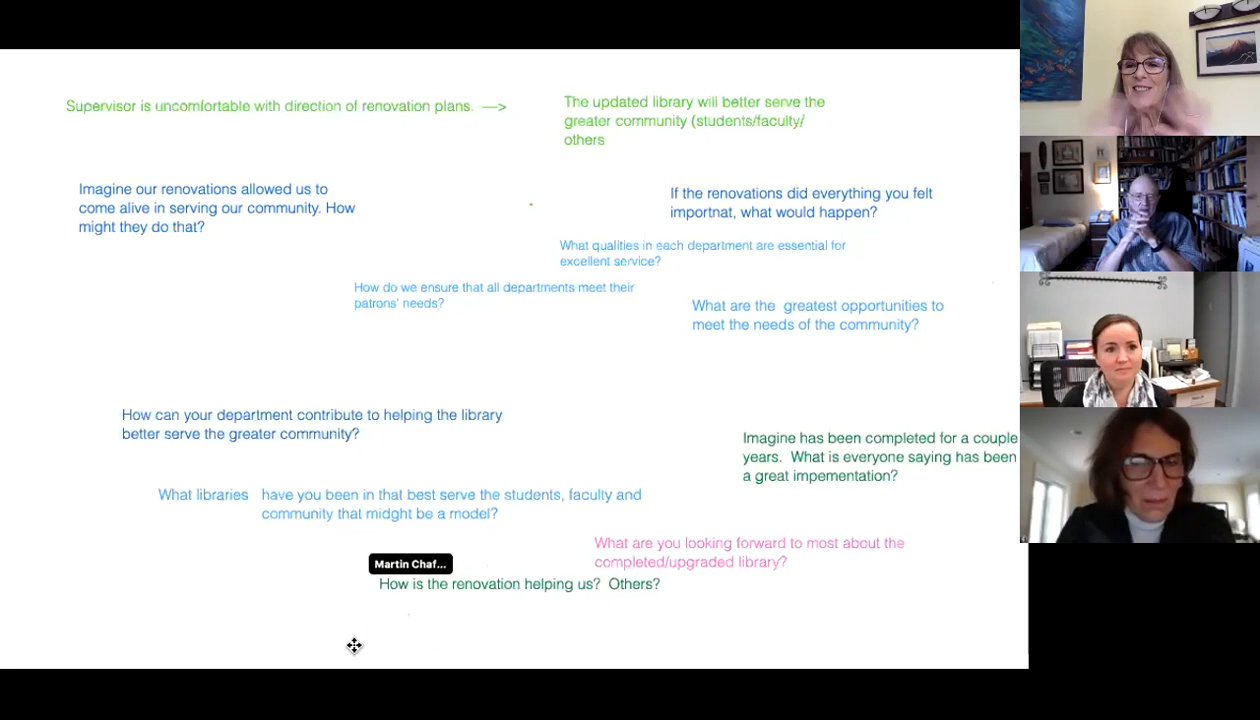 Supervisor is uncomfortable with direction of renovation plans. —>
The updated library will better serve the
greater community (students/faculty/
others
Imagine our renovations allowed us to
come alive in serving our community. How
might they do that?
If the renovations did everything you felt
importnat, what would happen?
What qualities in each department are essential for
excellent service?
How do we ensure that all departments meet their
patrons' needs?
What are the greatest opportunities to
meet the needs of the community?
How can your department contribute to helping the library
better serve the greater community?
Imagine has been completed for a couple
years. What is everyone saying has been
a great impementation?
What libraries have you been in that best serve the students, faculty and
community that midght be a model?
What are you looking forward to most about the
completed/upgraded library?
Martin Chaf...
How is the renovation helping us? Others?